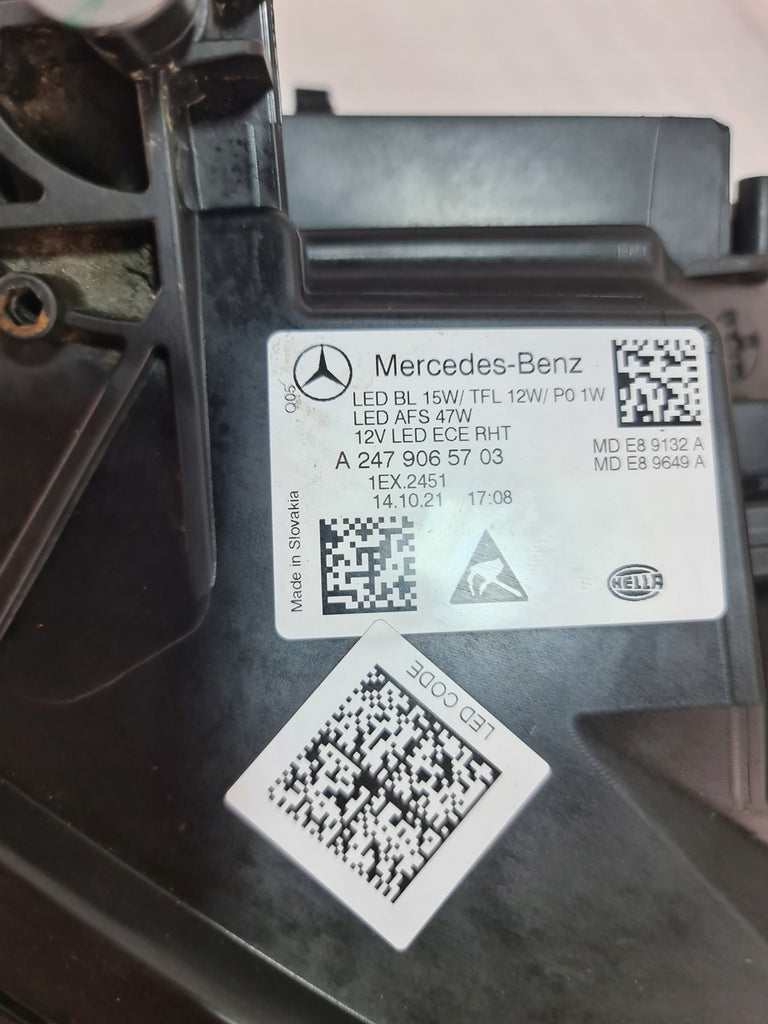 Mercedes-Benz
Q05
LED BL 15W/ TFL 12W/ P0 1W
LED AFS 47W
12V LED ECE RHT
MD E8 9132 A
MD E8 9649 A
A 247 906 57 03
1EX.2451
14.10.21 17:08
Made in Slovakia
HELLA
LED CODE